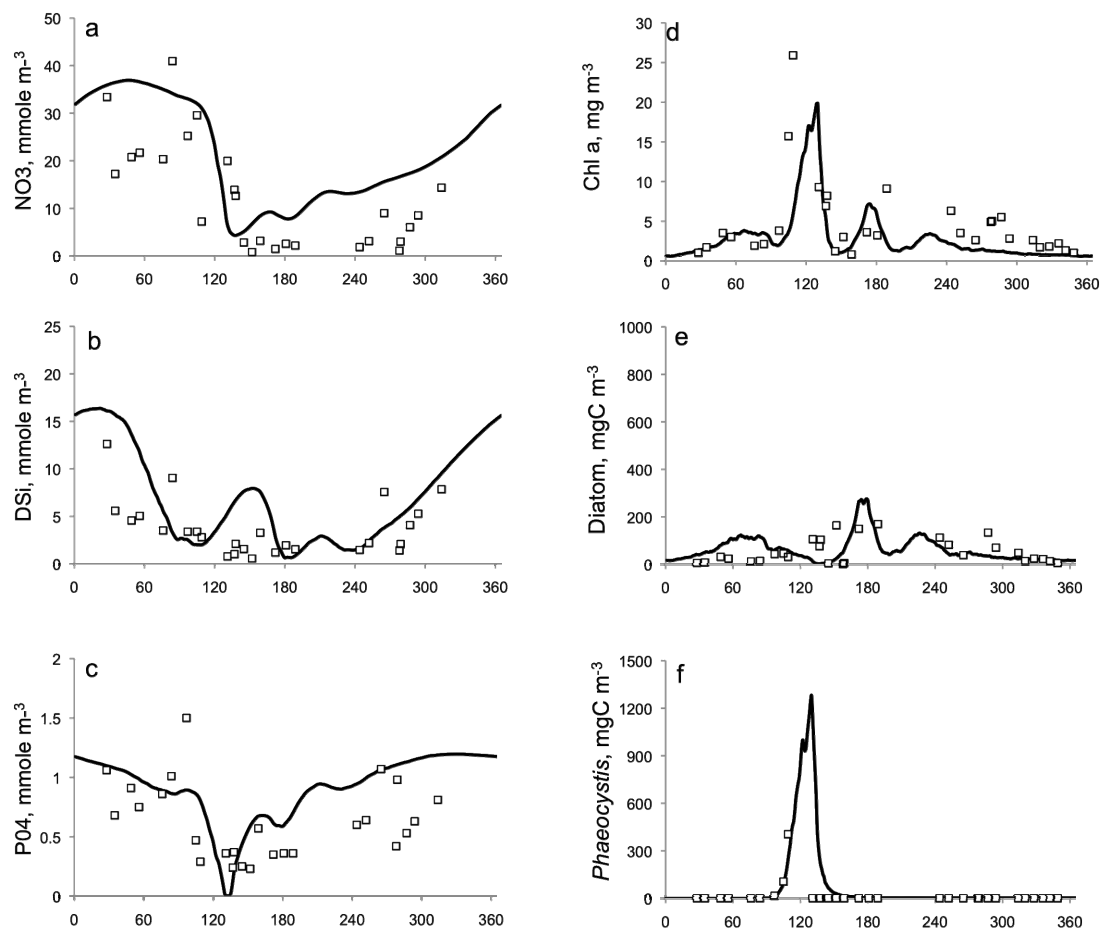 a
NO3, mmole m-³
50
40
30
20
10
0
0 60 120 180 240 300 360
b
DSi, mmole m-³
25
20
15
10
5
0
0 60 120 180 240 300 360
c
P04, mmole m-³
2
1.5
1
0.5
0
0 60 120 180 240 300 360
d
Chl a, mg m-³
30
25
20
15
10
5
0
0 60 120 180 240 300 360
e
Diatom, mgC m-³
1000
800
600
400
200
0
0 60 120 180 240 300 360
f
Phaeocystis, mgC m-³
1500
1200
900
600
300
0
0 60 120 180 240 300 360